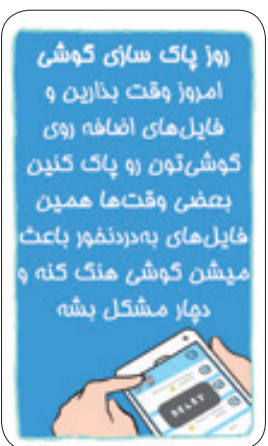 روز پاک سازی گوشی
امروز وقت بذارین و
فایل‌های اضافه روی
گوشی‌تون رو پاک کنین
بعضی وقت‌ها همین
فایل‌های به‌دردنخور باعث
میشن گوشی هنگ کنه و
دچار مشکل بشه